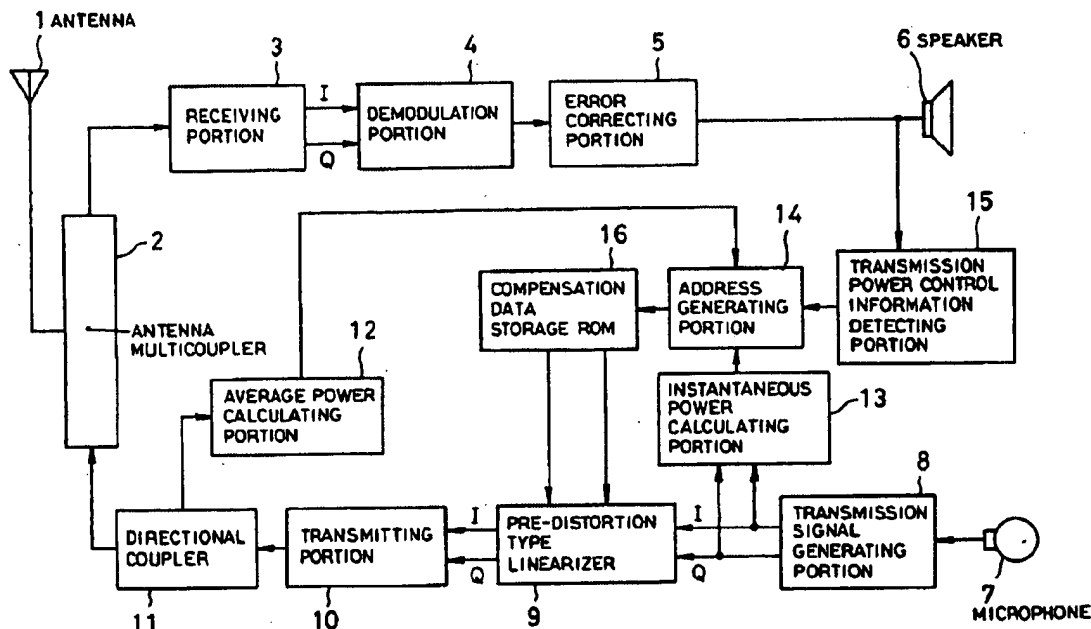 1 ANTENNA
3
4
5
6 SPEAKER
RECEIVING
PORTION
I
Q
DEMODULATION
PORTION
ERROR
CORRECTING
PORTION
2
ANTENNA
MULTICOUPLER
16
COMPENSATION
DATA
STORAGE ROM
14
ADDRESS
GENERATING
PORTION
15
TRANSMISSION
POWER CONTROL
INFORMATION
DETECTING
PORTION
12
AVERAGE POWER
CALCULATING
PORTION
INSTANTANEOUS
POWER
CALCULATING
PORTION
13
DIRECTIONAL
COUPLER
11
TRANSMITTING
PORTION
10
I
Q
PRE-DISTORTION
TYPE
LINEARIZER
9
I
Q
8
TRANSMISSION
SIGNAL
GENERATING
PORTION
7
MICROPHONE